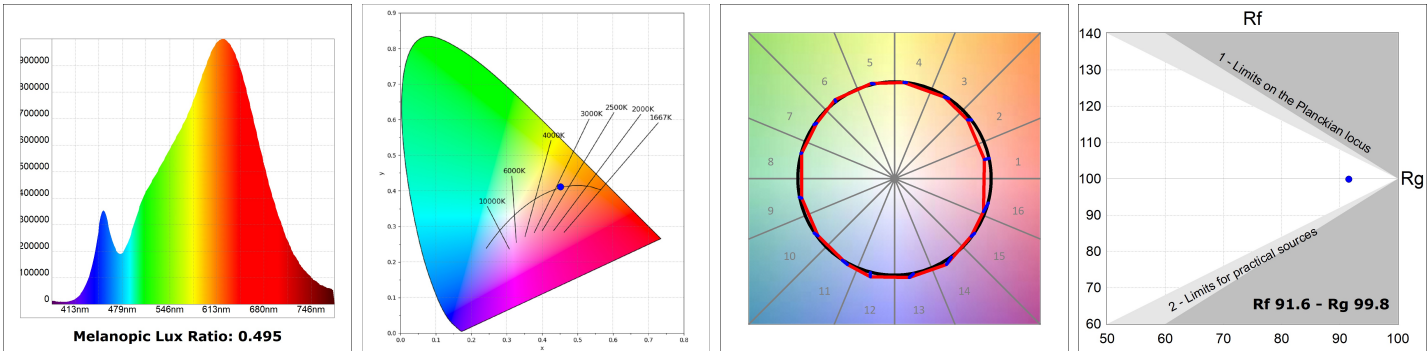 900000
800000
700000
600000
500000
400000
300000
200000
100000
0
413nm 479nm 546nm 613nm 680nm 746nm
Melanopic Lux Ratio: 0.495
0.9
0.8
0.7
0.6
0.5
0.4
0.3
0.2
0.1
0.0
y
0.0 0.1 0.2 0.3 0.4 0.5 0.6 0.7 0.8
x
10000K
6000K
4000K
3000K
2500K
2000K
1667K
1
2
3
4
5
6
7
8
9
10
11
12
13
14
15
16
Rf
140
130
120
110
100
90
80
70
60
Rg
1 - Limits on the Planckian locus
2 - Limits for practical sources
Rf 91.6 - Rg 99.8
50 60 70 80 90 100